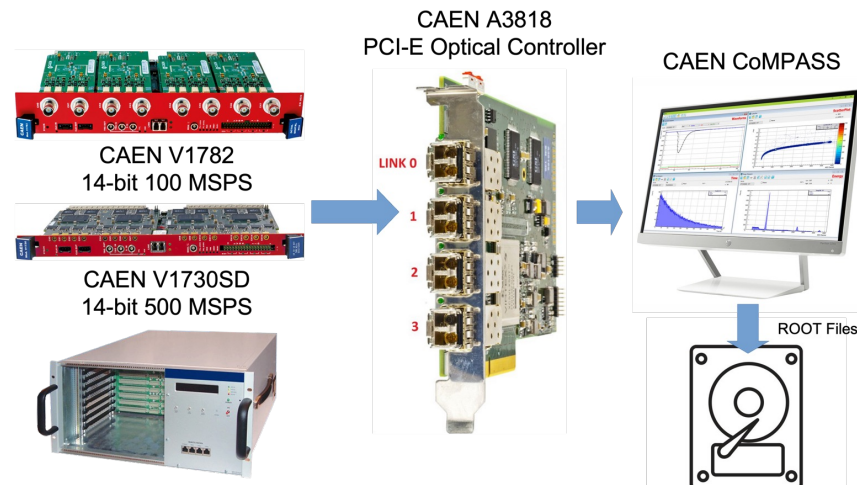 CAEN A3818
PCI-E Optical Controller
CAEN CoMPASS
LINK 0
1
2
3
CAEN V1782
14-bit 100 MSPS
CAEN V1730SD
14-bit 500 MSPS
ROOT Files